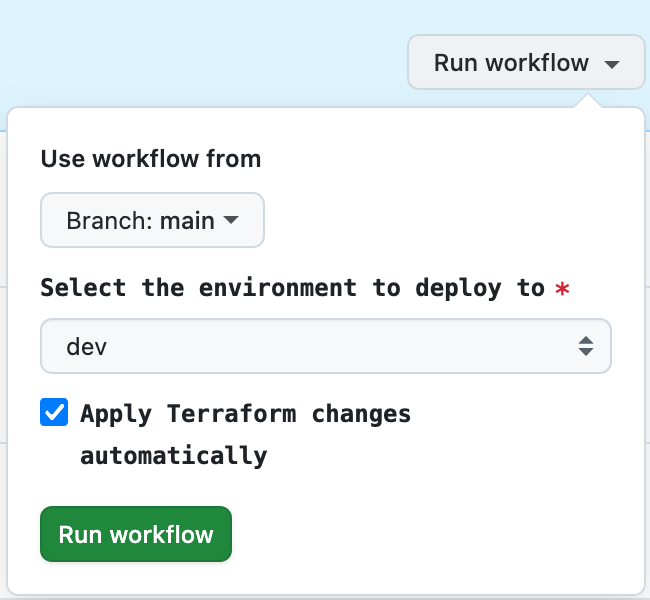 Run workflow
Use workflow from
Branch: main
Select the environment to deploy to *
dev
Apply Terraform changes
automatically
Run workflow